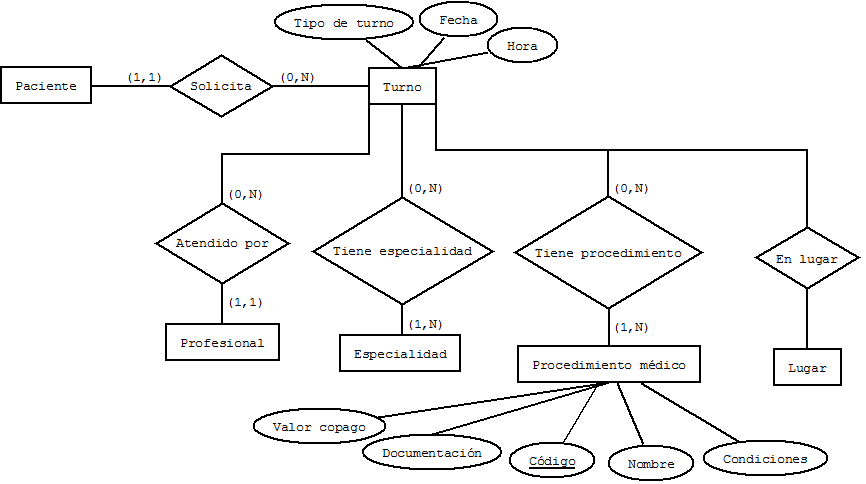 Tipo de turno
Fecha
Hora
Paciente
(1,1)
Solicita
(0,N)
Turno
(0,N)
(0,N)
(0,N)
Atendido por
Tiene especialidad
Tiene procedimiento
En lugar
(1,1)
(1,N)
(1,N)
Profesional
Especialidad
Procedimiento médico
Lugar
Valor copago
Documentación
Código
Nombre
Condiciones